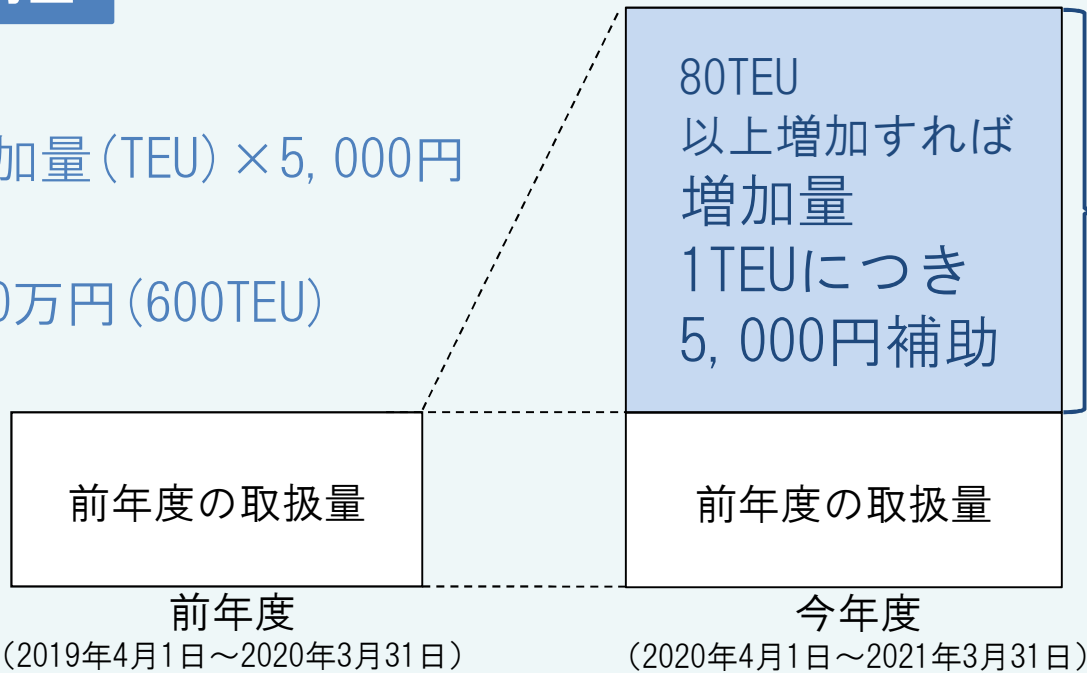 加量(TEU)×5,000円
0万円(600TEU)
80TEU
以上増加すれば
増加量
1TEUにつき
5,000円補助
前年度の取扱量
前年度の取扱量
前年度
(2019年4月1日～2020年3月31日)
今年度
(2020年4月1日～2021年3月31日)